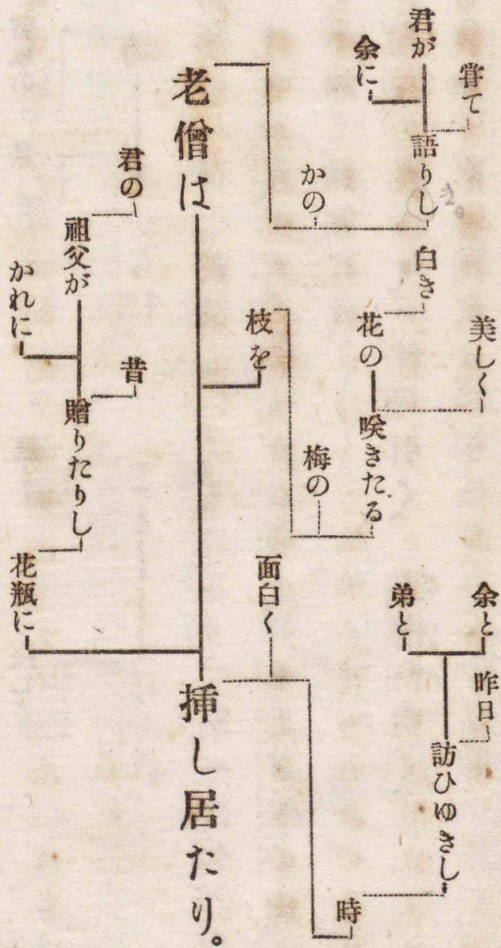 嘗て
君が
余に
語りし
かの
老僧は
君の
祖父が
かれに
昔
贈りたりし
花瓶に
美しく
白き
花の
咲きたる
梅の
枝を
面白く
余と
弟と
昨日
訪ひゆきし
時
挿し居たり。